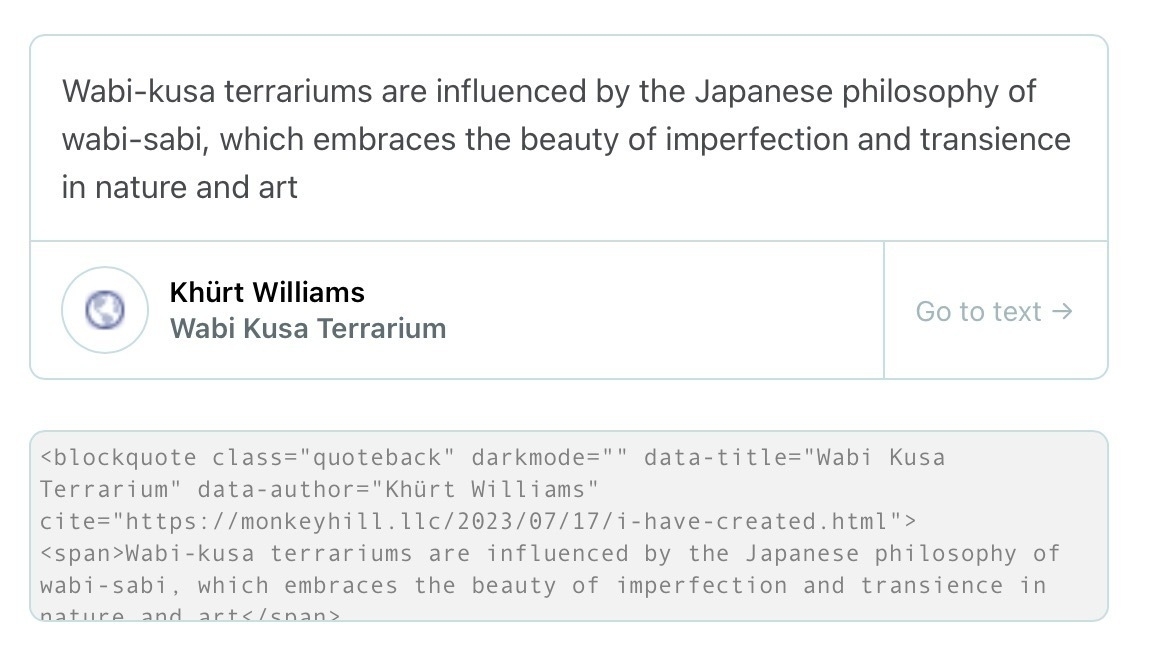 Wabi-kusa terrariums are influenced by the Japanese philosophy of
wabi-sabi, which embraces the beauty of imperfection and transience
in nature and art
Khürt Williams
Wabi Kusa Terrarium
Go to text →
<blockquote class="quoteback" darkmode="" data-title="Wabi Kusa
Terrarium" data-author="Khürt Williams"
cite="https://monkeyhill.llc/2023/07/17/i-have-created.html">
<span>Wabi-kusa terrariums are influenced by the Japanese philosophy of
wabi-sabi, which embraces the beauty of imperfection and transience in
nature and art</span>